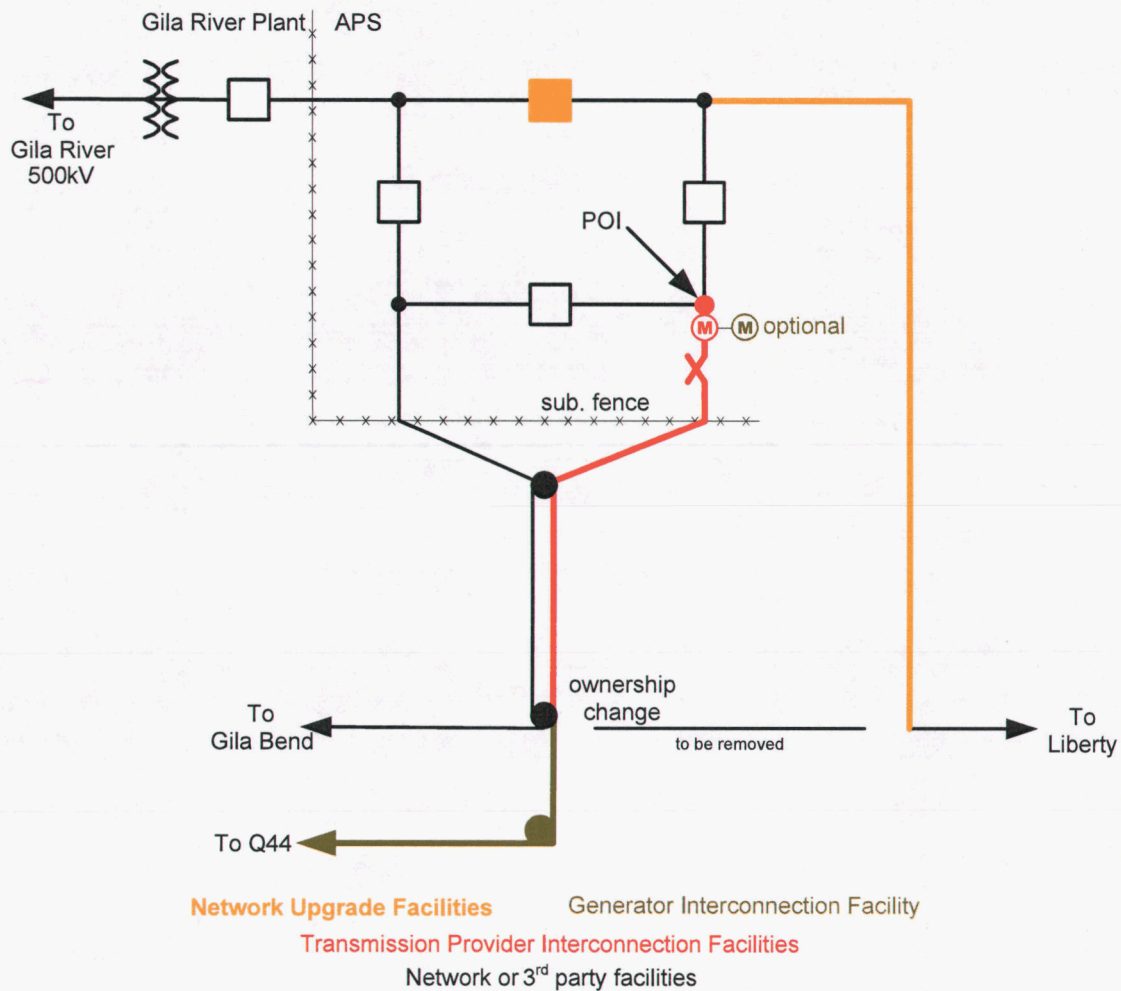 Gila River Plant
APS
To
Gila River
500kV
POI
M
M
optional
sub. fence
ownership
change
To
Gila Bend
to be removed
To
Liberty
To Q44
Network Upgrade Facilities
Generator Interconnection Facility
Transmission Provider Interconnection Facilities
Network or 3rd party facilities